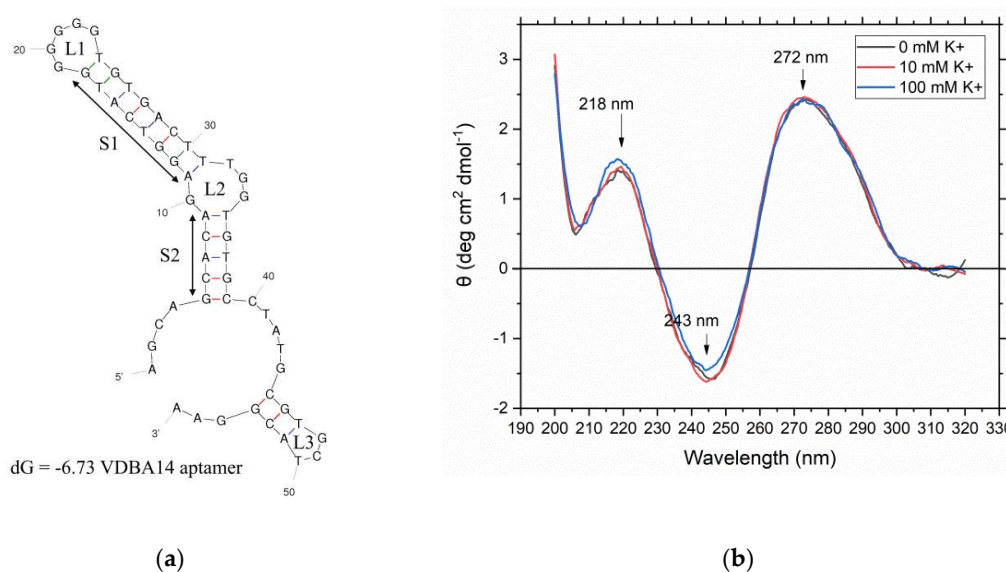 (a)
20
L1
G G G G G
S1
30
L2
10
S2
40
5'
A G C A G C A C A G A G G T C A T G
T G T G A C T T T G G T G T G C C T A T G C G T G C
T A C G G A A
3'
L3
50
dG = -6.73 VDBA14 aptamer
(b)
θ (deg cm² dmol⁻¹)
3
2
1
0
-1
-2
218 nm
272 nm
243 nm
0 mM K+
10 mM K+
100 mM K+
190 200 210 220 230 240 250 260 270 280 290 300 310 320 330
Wavelength (nm)